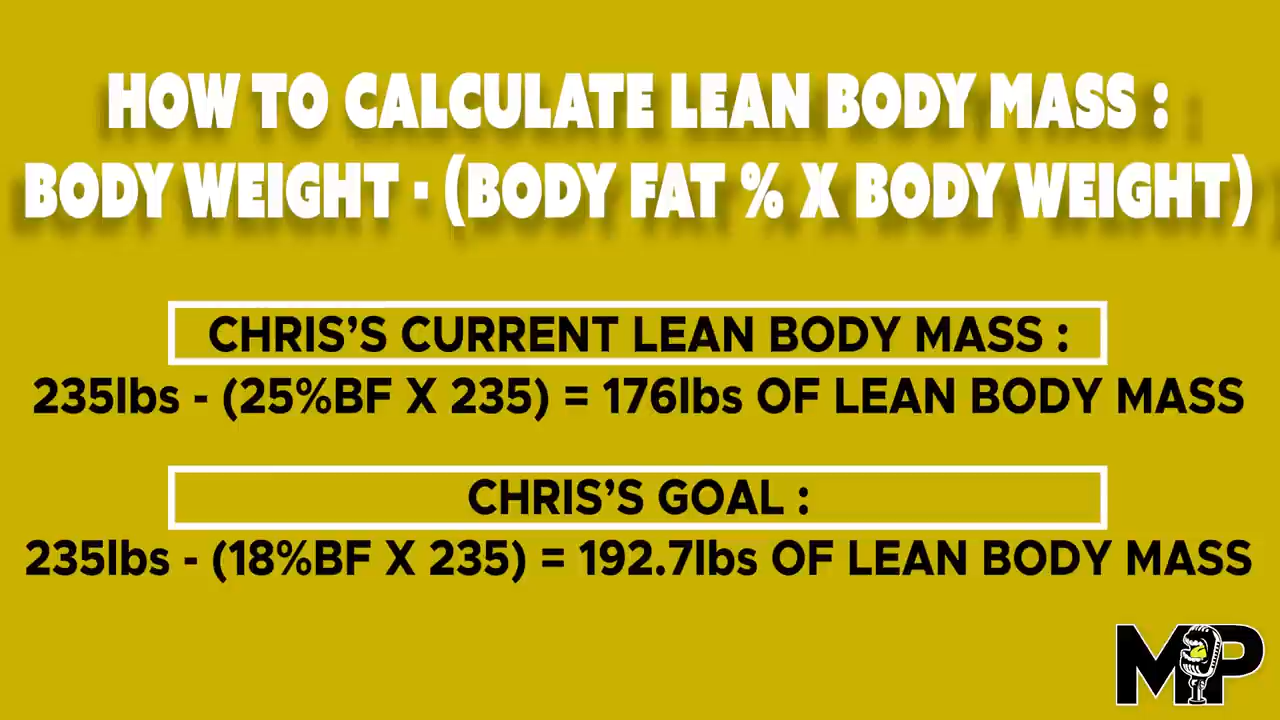 HOW TO CALCULATE LEAN BODY MASS :
BODY WEIGHT - (BODY FAT % X BODY WEIGHT)
CHRIS'S CURRENT LEAN BODY MASS :
235lbs - (25%BF X 235) = 176lbs OF LEAN BODY MASS
CHRIS'S GOAL :
235lbs - (18%BF X 235) = 192.7lbs OF LEAN BODY MASS
MP